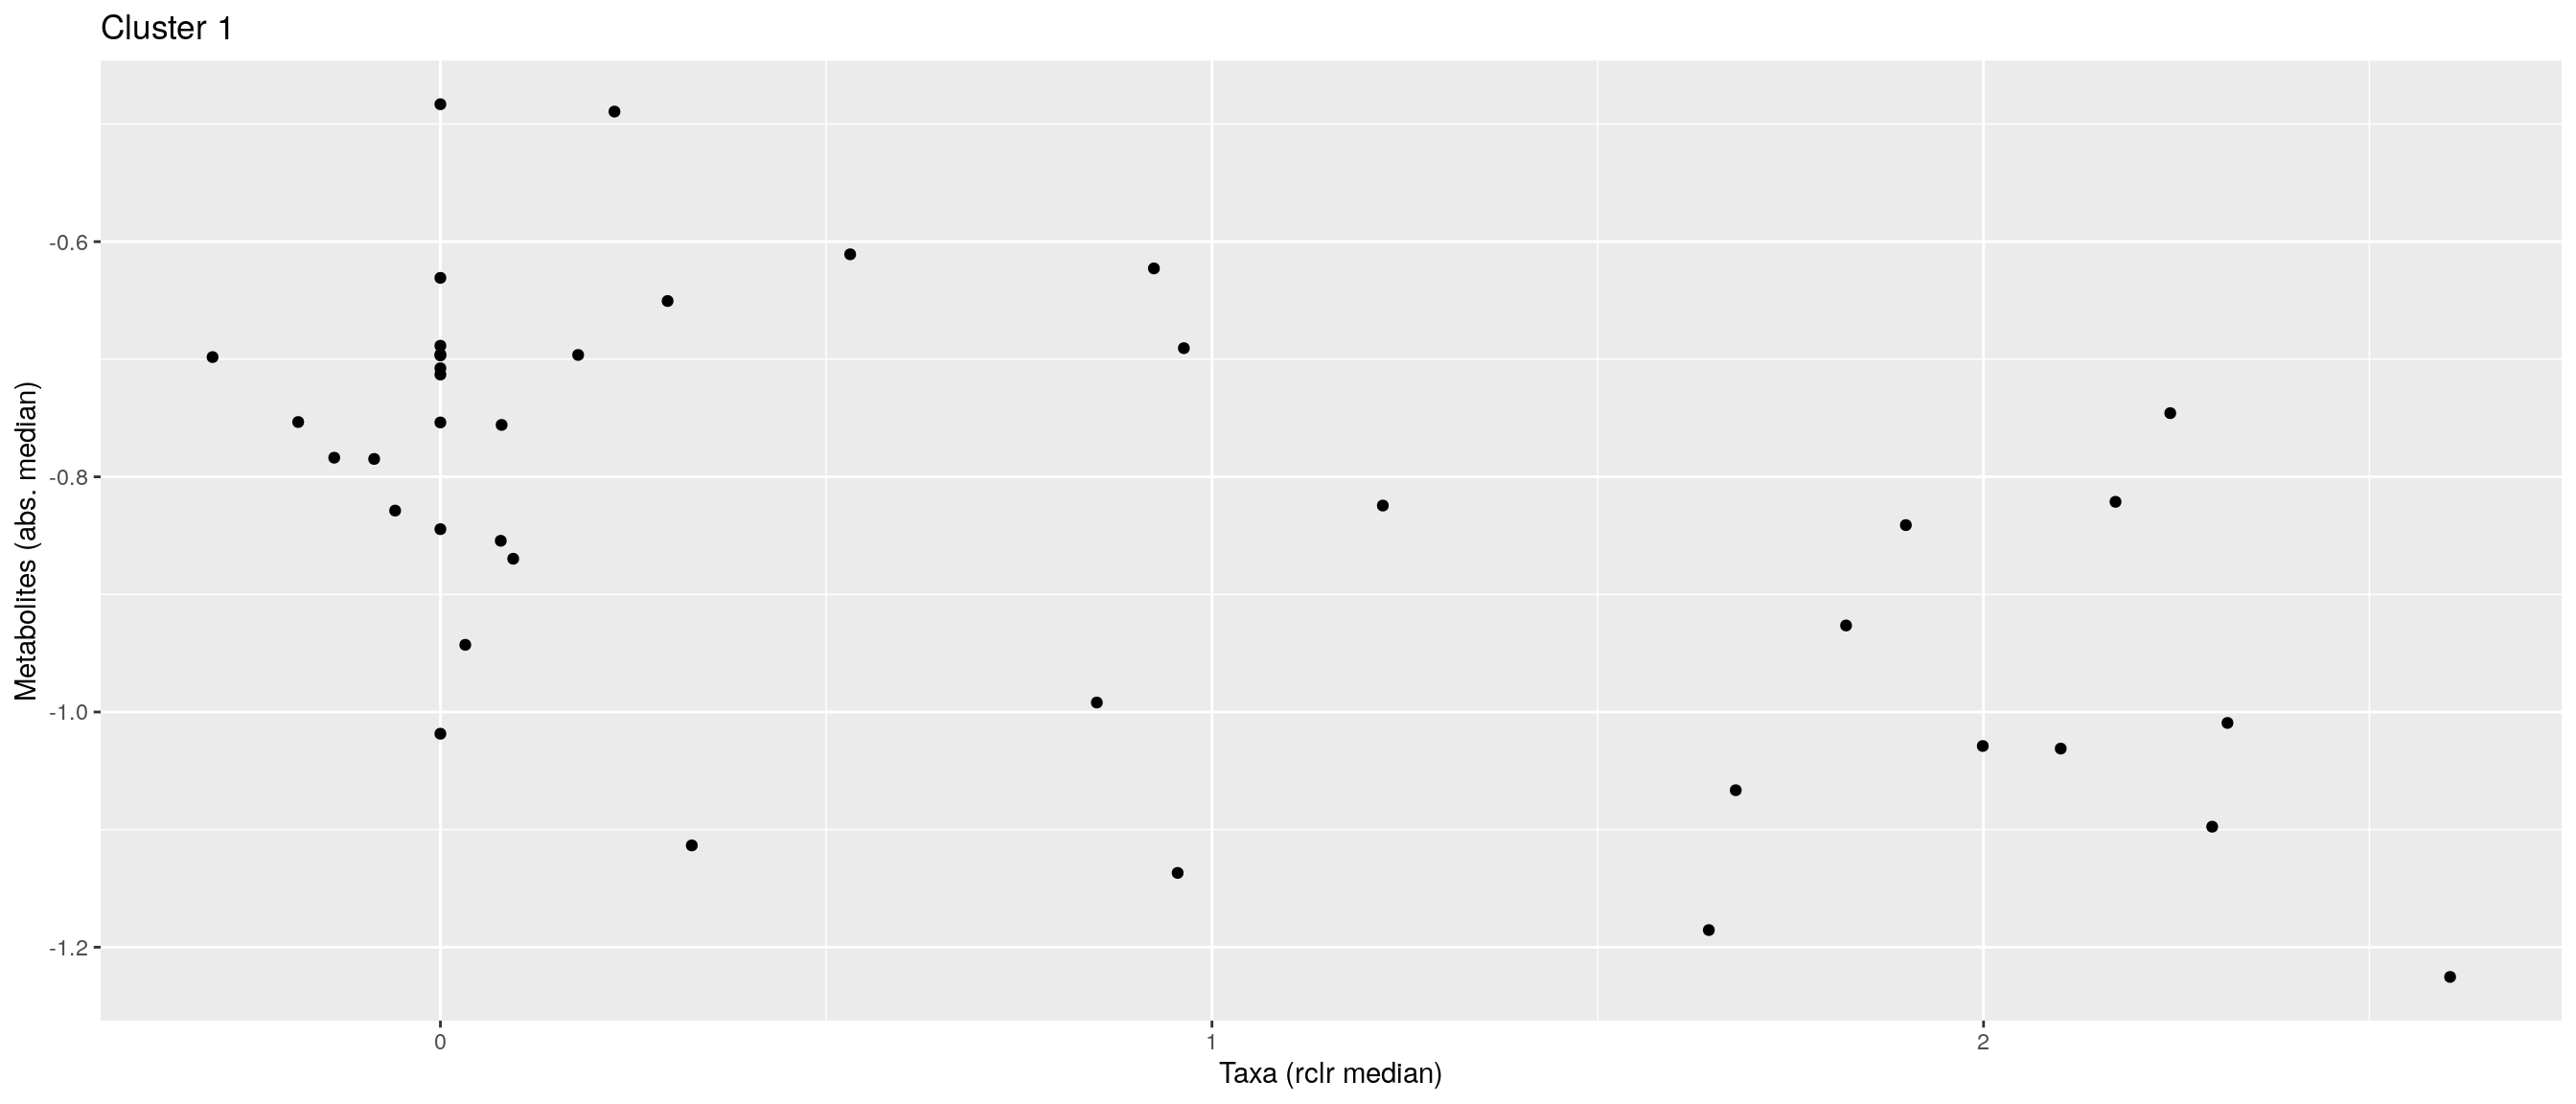 Cluster 1
Metabolites (abs. median)
-0.6
-0.8
-1.0
-1.2
0
1
2
Taxa (rclr median)